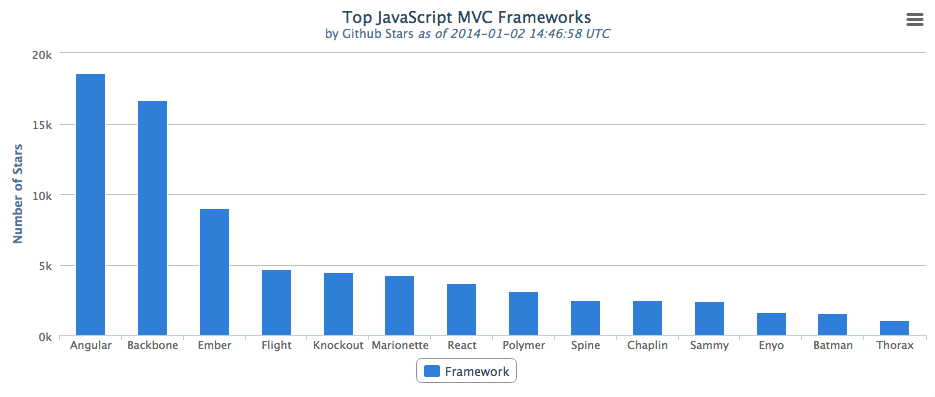 Top JavaScript MVC Frameworks
by Github Stars as of 2014-01-02 14:46:58 UTC
Number of Stars
20k
15k
10k
5k
0k
Angular Backbone Ember Flight Knockout Marionette React Polymer Spine Chaplin Sammy Enyo Batman Thorax
Framework